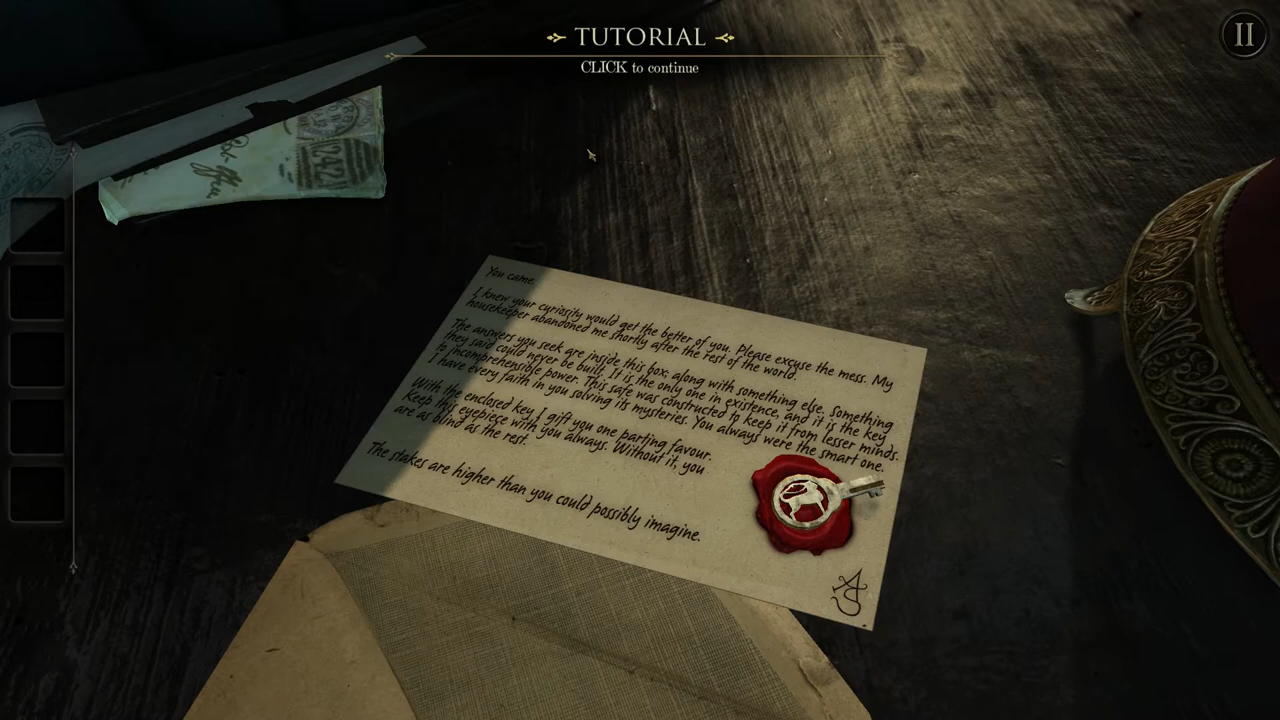 TUTORIAL
CLICK to continue
Post Office
242
You came.
I knew your curiosity would get the better of you. Please excuse the mess. My
housekeeper abandoned me shortly after the rest of the world.
The answers you seek are inside this box; along with something else. Something
they said could never be built. It is the only one in existence, and it is the key
to incomprehensible power. This safe was constructed to keep it from lesser minds.
I have every faith in you solving its mysteries. You always were the smart one.
With the enclosed key I gift you one parting favour.
Keep this eyepiece with you always. Without it, you
are as blind as the rest.
The stakes are higher than you could possibly imagine.